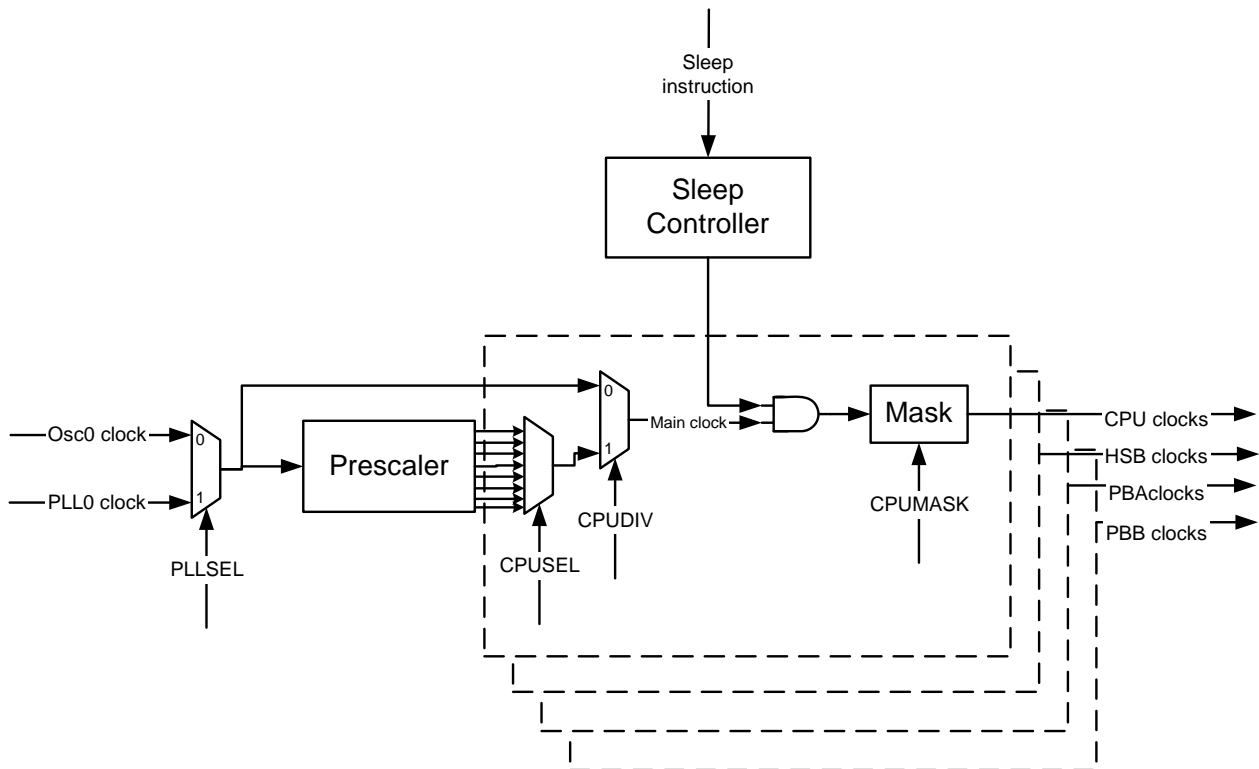 Sleep
instruction
Sleep
Controller
0
Osc0 clock
0
Main clock
Mask
CPU clocks
1
Prescaler
HSB clocks
PLL0 clock
1
CPUDIV
CPUMASK
PBAclocks
PBB clocks
PLLSEL
CPUSEL